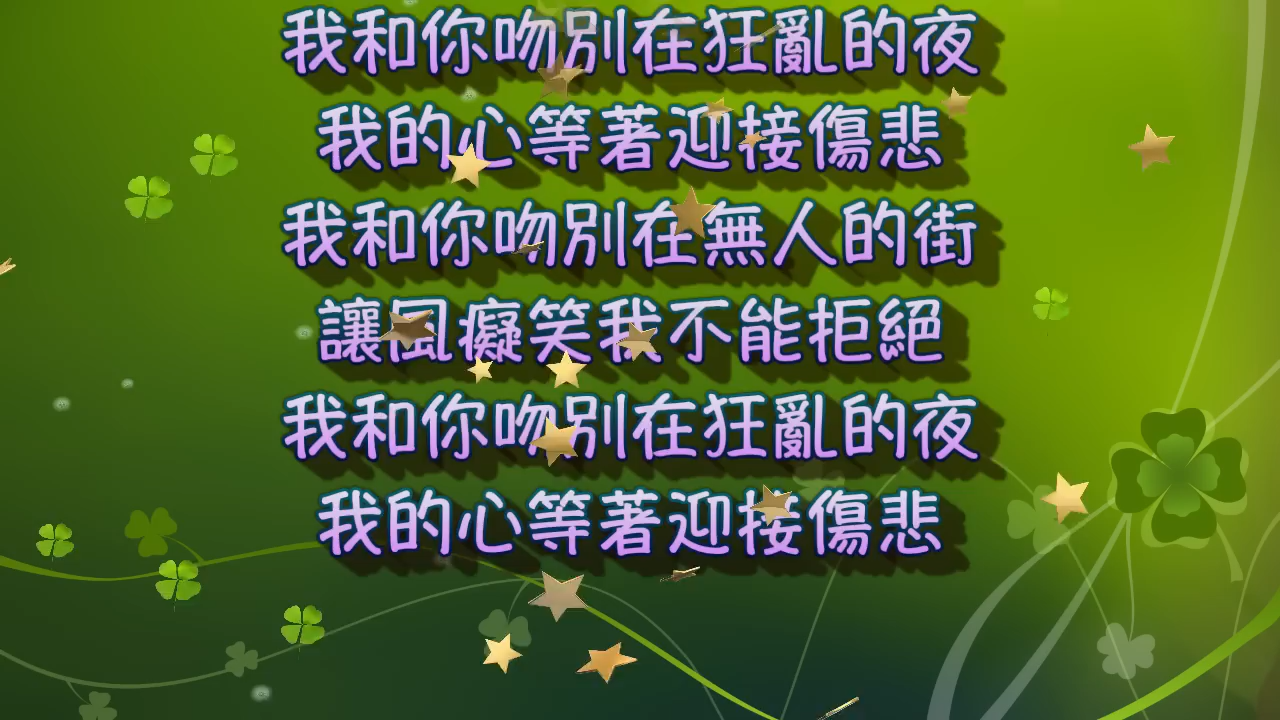 我和你吻別在狂亂的夜
我的心等著迎接傷悲
我和你吻別在無人的街
讓風癡笑我不能拒絕
我和你吻別在狂亂的夜
我的心等著迎接傷悲